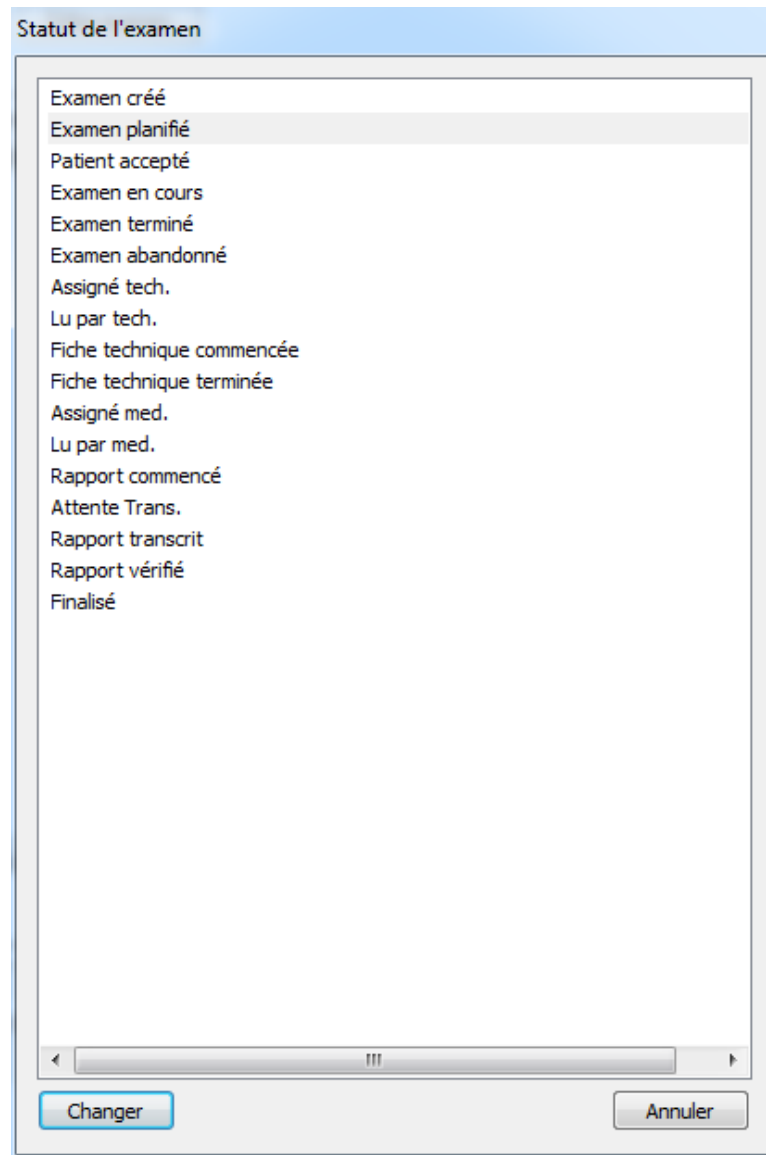 Statut de l'examen
Examen créé
Examen planifié
Patient accepté
Examen en cours
Examen terminé
Examen abandonné
Assigné tech.
Lu par tech.
Fiche technique commencée
Fiche technique terminée
Assigné med.
Lu par med.
Rapport commencé
Attente Trans.
Rapport transcrit
Rapport vérifié
Finalisé
Changer
Annuler